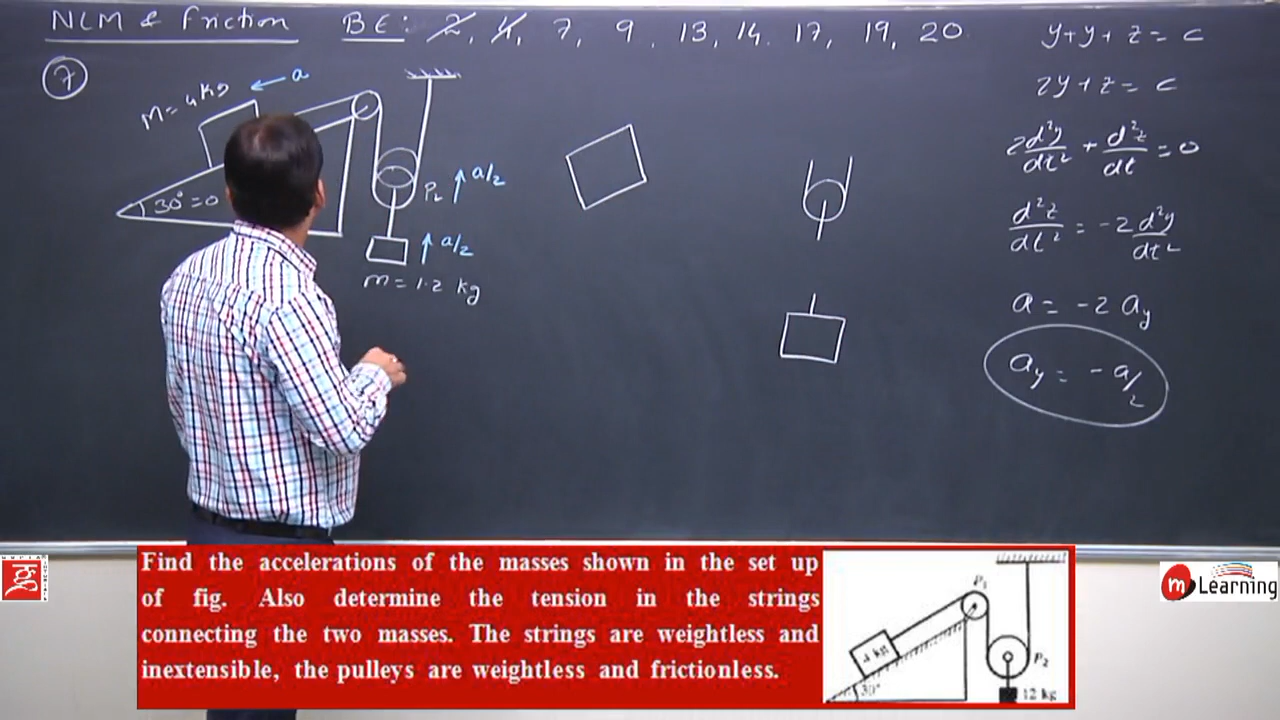 NLM & Friction BE: 2, 4, 7, 9, 13, 14, 17, 19, 20
7
M = 4 kg ← a
30° = θ
P2 ↑ a/2
↑ a/2
m = 1.2 kg
y + y + z = c
2y + z = c
2 d²y/dt² + d²z/dt = 0
d²z/dt² = -2 d²y/dt²
a = -2 ay
ay = -a/2
Find the accelerations of the masses shown in the set up
of fig. Also determine the tension in the strings
connecting the two masses. The strings are weightless and
inextensible, the pulleys are weightless and frictionless.
P1
4 kg
30°
P2
12 kg
m Learning